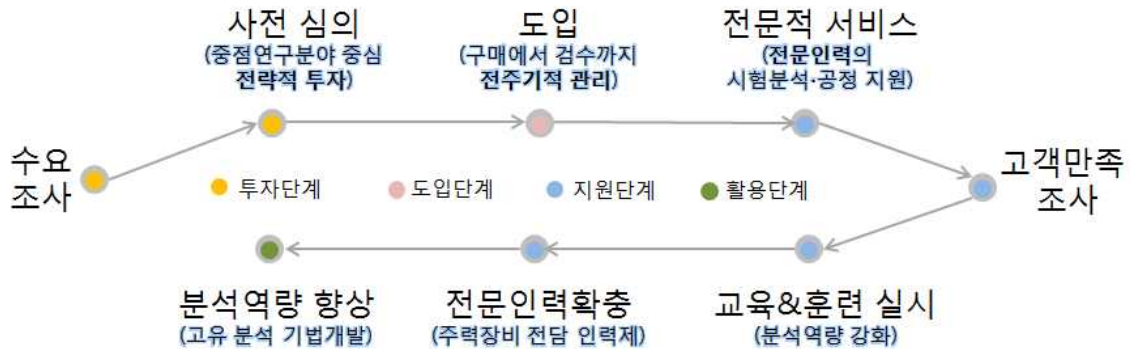 사전 심의
(중점연구분야 중심
전략적 투자)
도입
(구매에서 검수까지
전주기적 관리)
전문적 서비스
(전문인력의
시험분석·공정 지원)
수요
조사
투자단계
도입단계
지원단계
활용단계
고객만족
조사
분석역량 향상
(고유 분석 기법개발)
전문인력확충
(주력장비 전담 인력제)
교육&훈련 실시
(분석역량 강화)